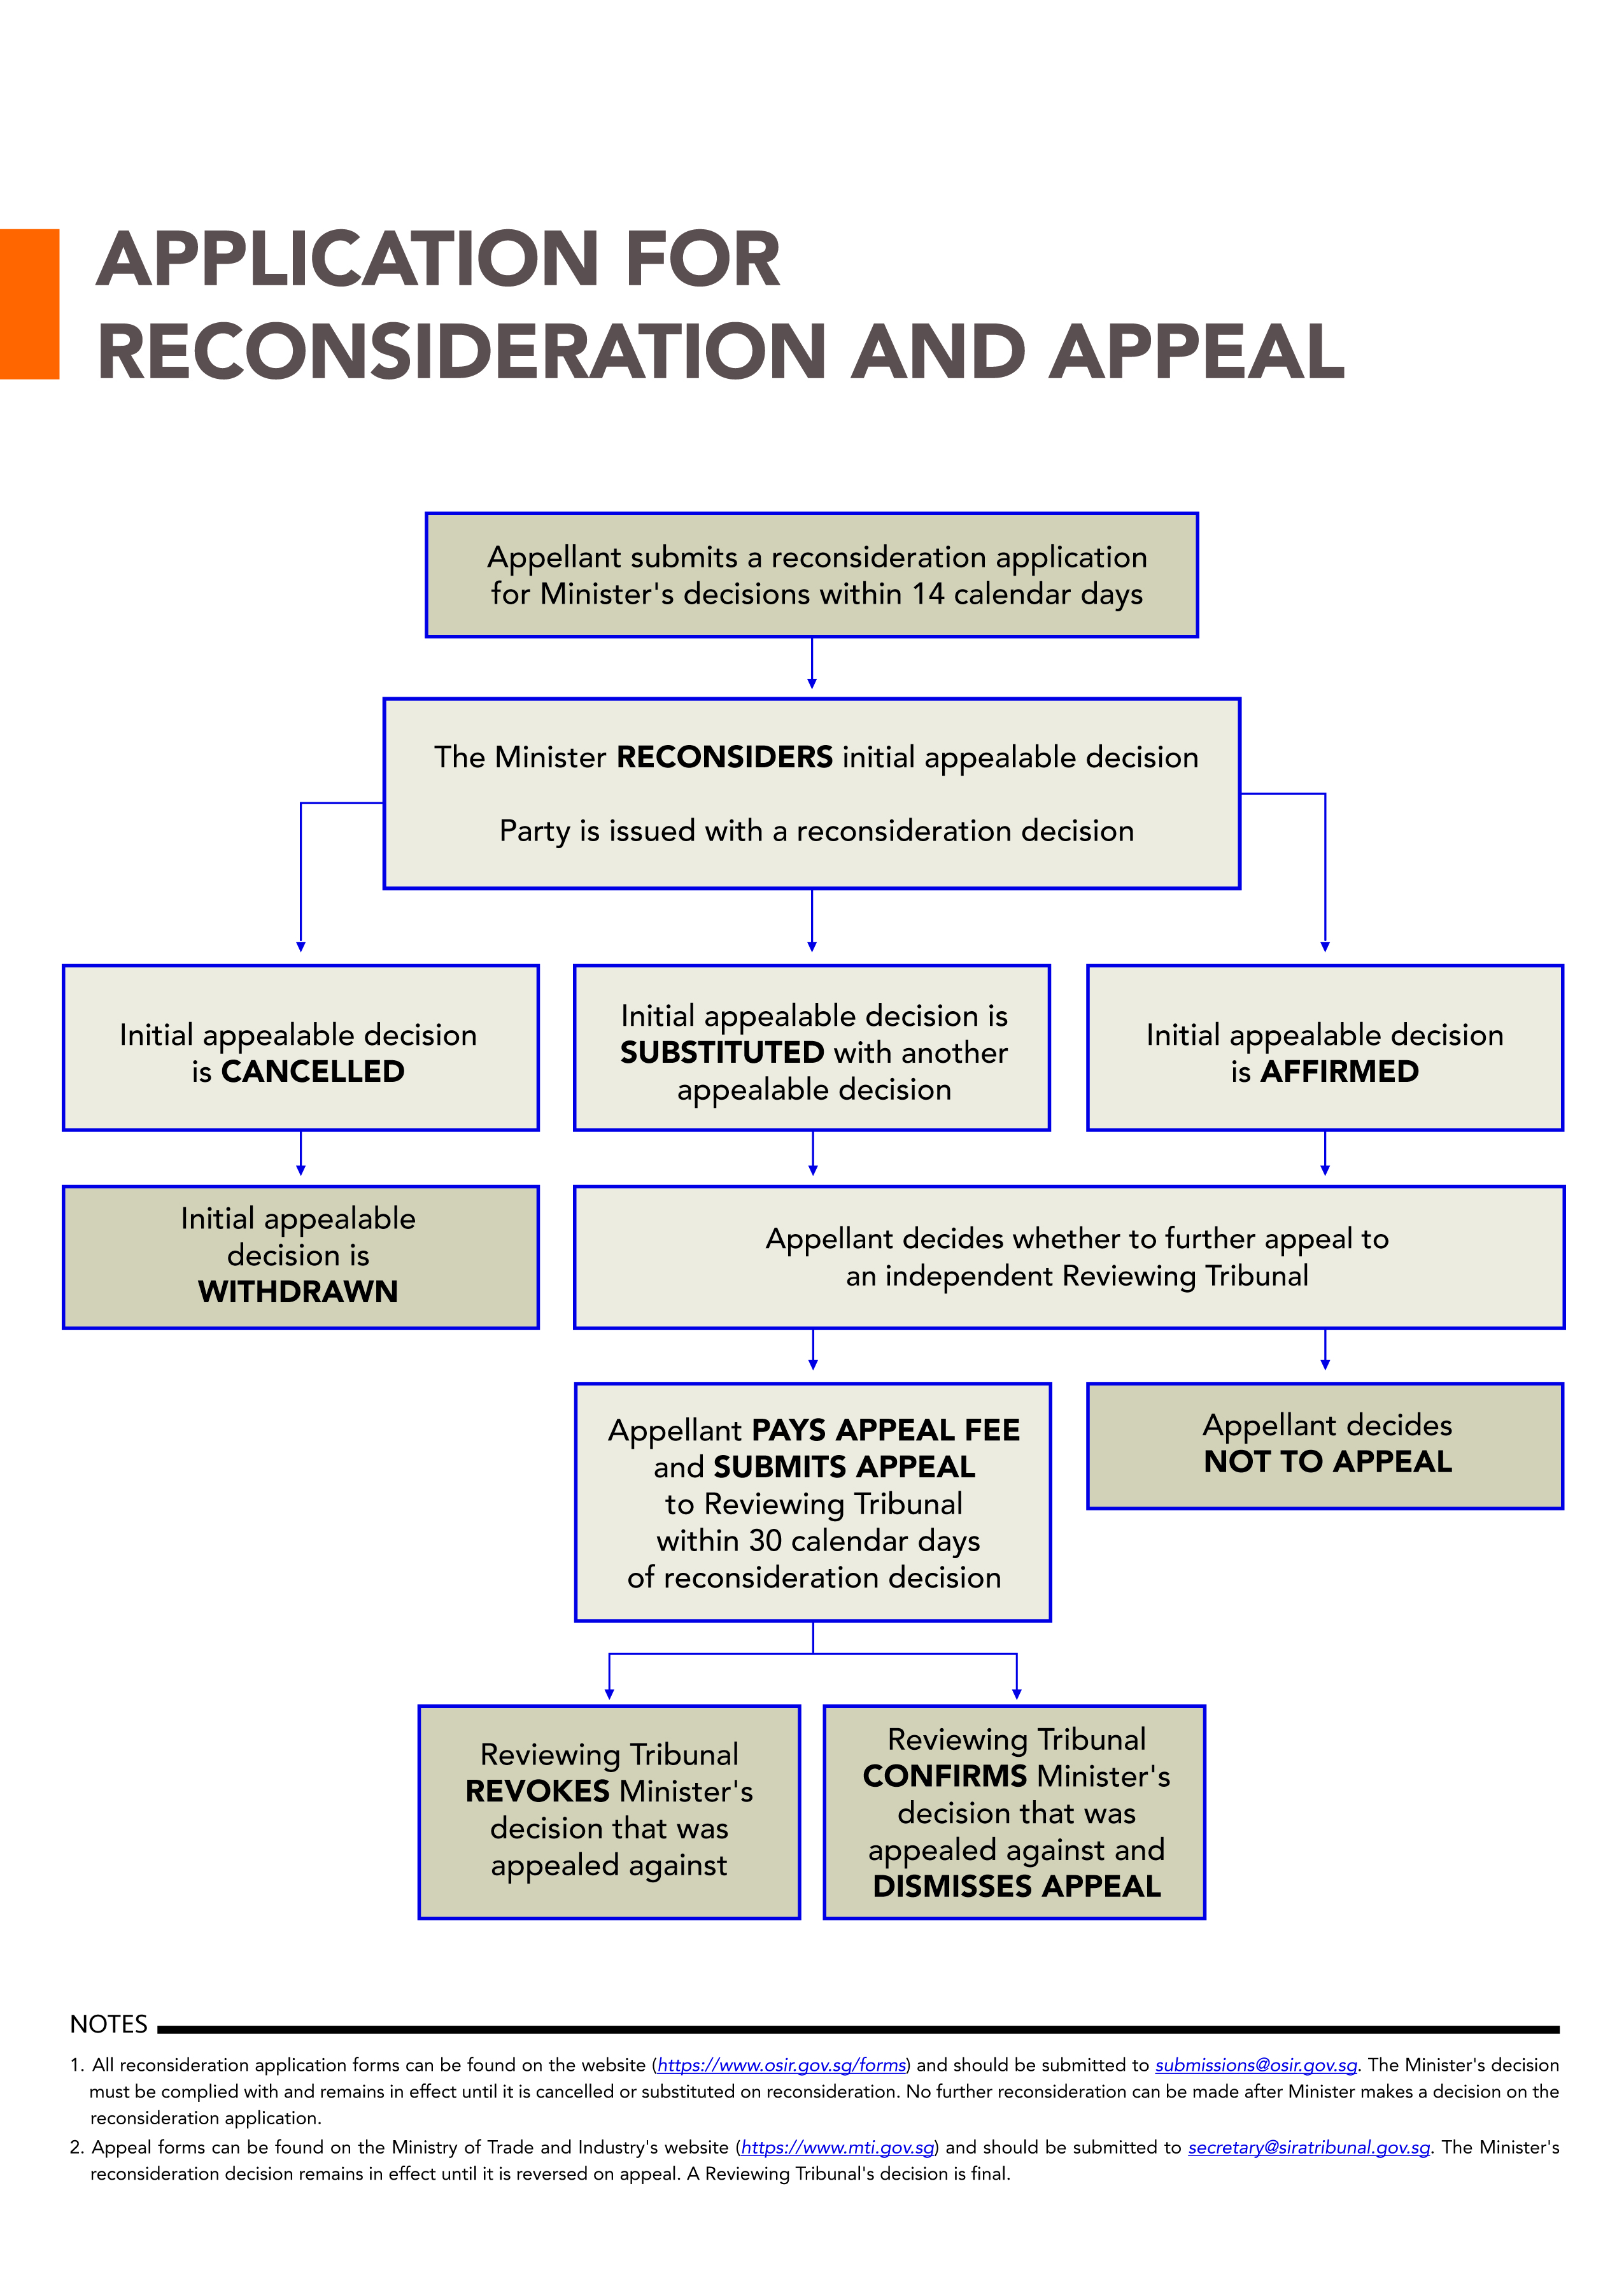 APPLICATION FOR
RECONSIDERATION AND APPEAL
Appellant submits a reconsideration application
for Minister's decisions within 14 calendar days
The Minister RECONSIDERS initial appealable decision
Party is issued with a reconsideration decision
Initial appealable decision
is CANCELLED
Initial appealable decision is
SUBSTITUTED with another
appealable decision
Initial appealable decision
is AFFIRMED
Initial appealable
decision is
WITHDRAWN
Appellant decides whether to further appeal to
an independent Reviewing Tribunal
Appellant PAYS APPEAL FEE
and SUBMITS APPEAL
to Reviewing Tribunal
within 30 calendar days
of reconsideration decision
Appellant decides
NOT TO APPEAL
Reviewing Tribunal
REVOKES Minister's
decision that was
appealed against
Reviewing Tribunal
CONFIRMS Minister's
decision that was
appealed against and
DISMISSES APPEAL
NOTES
1. All reconsideration application forms can be found on the website (https://www.osir.gov.sg/forms) and should be submitted to submissions@osir.gov.sg. The Minister's decision
must be complied with and remains in effect until it is cancelled or substituted on reconsideration. No further reconsideration can be made after Minister makes a decision on the
reconsideration application.
2. Appeal forms can be found on the Ministry of Trade and Industry's website (https://www.mti.gov.sg) and should be submitted to secretary@siratribunal.gov.sg. The Minister's
reconsideration decision remains in effect until it is reversed on appeal. A Reviewing Tribunal's decision is final.